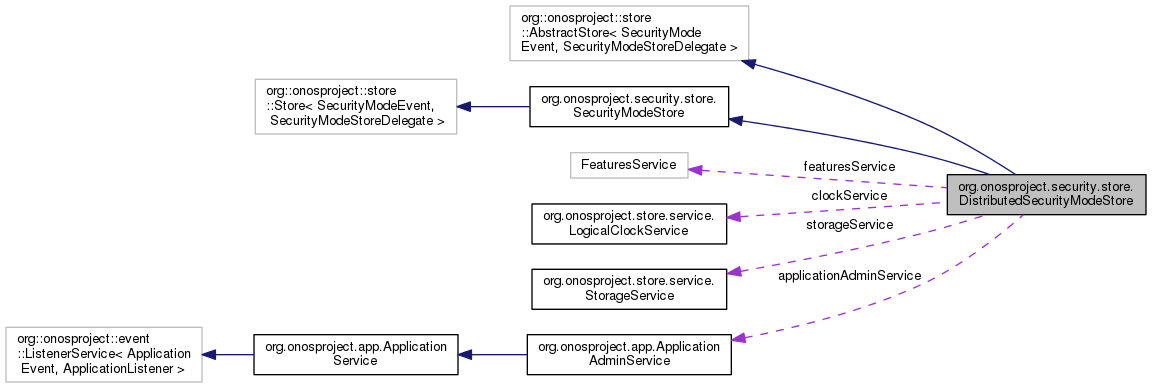 org::onosproject::store
::AbstractStore< SecurityMode
Event, SecurityModeStoreDelegate >
org::onosproject::store
::Store< SecurityModeEvent,
SecurityModeStoreDelegate >
org.onosproject.security.store.
SecurityModeStore
FeaturesService
featuresService
org.onosproject.security.store.
DistributedSecurityModeStore
clockService
org.onosproject.store.service.
LogicalClockService
storageService
org.onosproject.store.service.
StorageService
applicationAdminService
org::onosproject::event
::ListenerService< Application
Event, ApplicationListener >
org.onosproject.app.Application
Service
org.onosproject.app.Application
AdminService